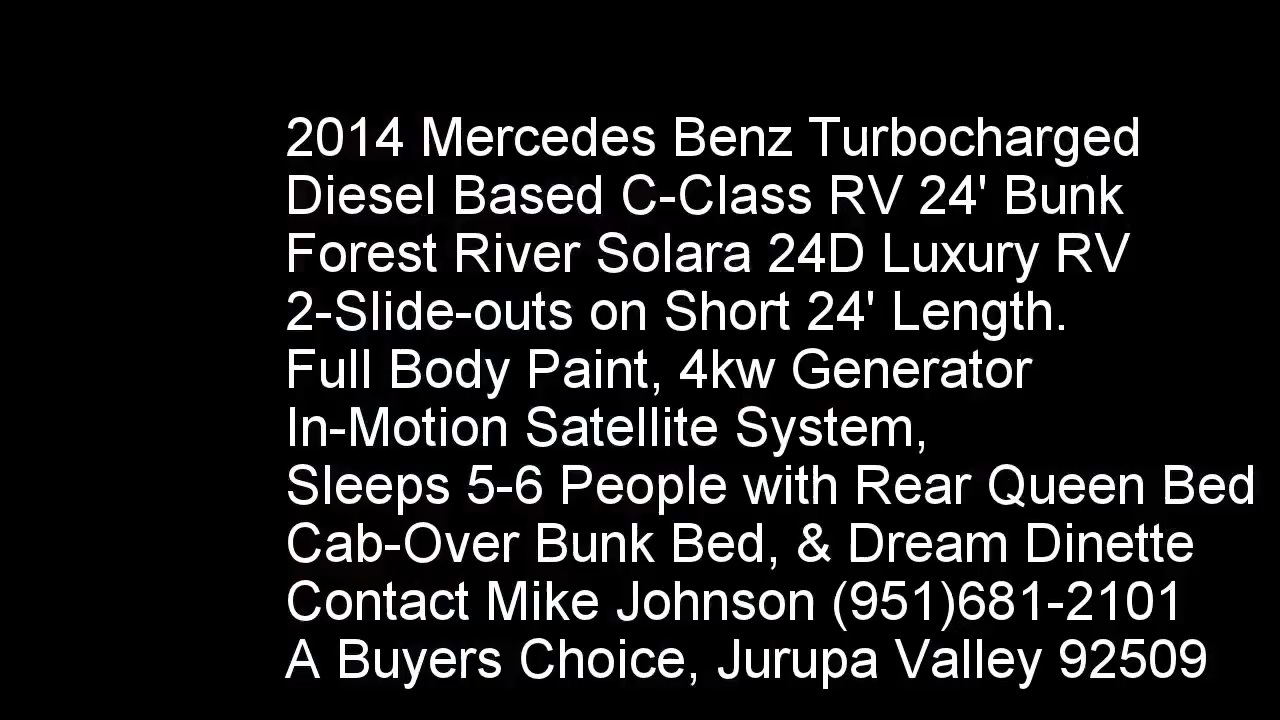 2014 Mercedes Benz Turbocharged
Diesel Based C-Class RV 24' Bunk
Forest River Solara 24D Luxury RV
2-Slide-outs on Short 24' Length.
Full Body Paint, 4kw Generator
In-Motion Satellite System,
Sleeps 5-6 People with Rear Queen Bed
Cab-Over Bunk Bed, & Dream Dinette
Contact Mike Johnson (951)681-2101
A Buyers Choice, Jurupa Valley 92509